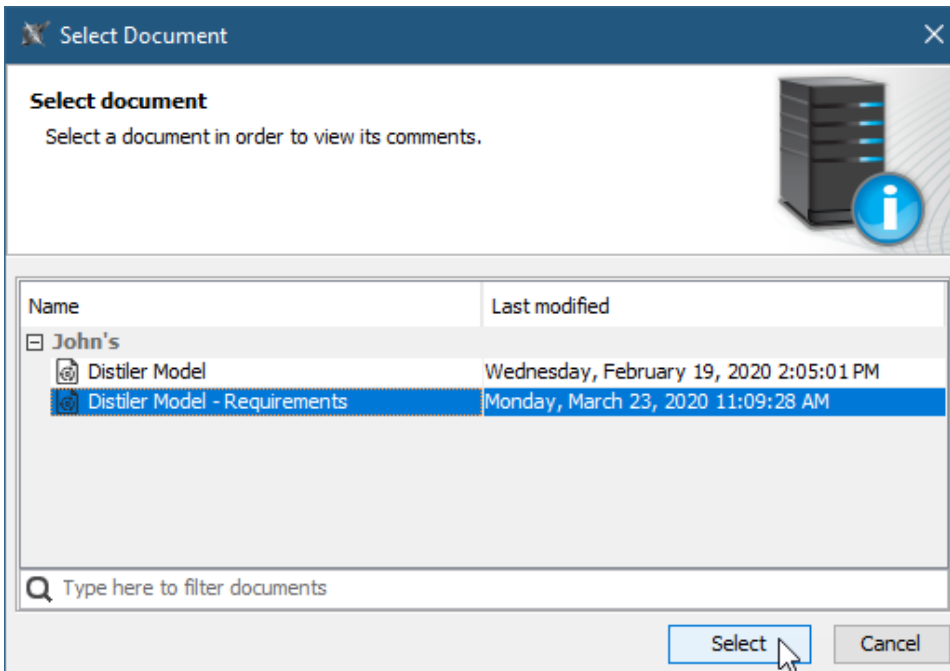 Select Document
Select document
Select a document in order to view its comments.
Name Last modified
John's
Distiler Model Wednesday, February 19, 2020 2:05:01 PM
Distiler Model - Requirements Monday, March 23, 2020 11:09:28 AM
Type here to filter documents
Select Cancel